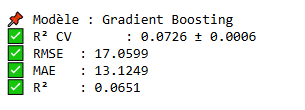 📌 Modèle : Gradient Boosting
✅ R² CV : 0.0726 ± 0.0006
✅ RMSE : 17.0599
✅ MAE : 13.1249
✅ R² : 0.0651